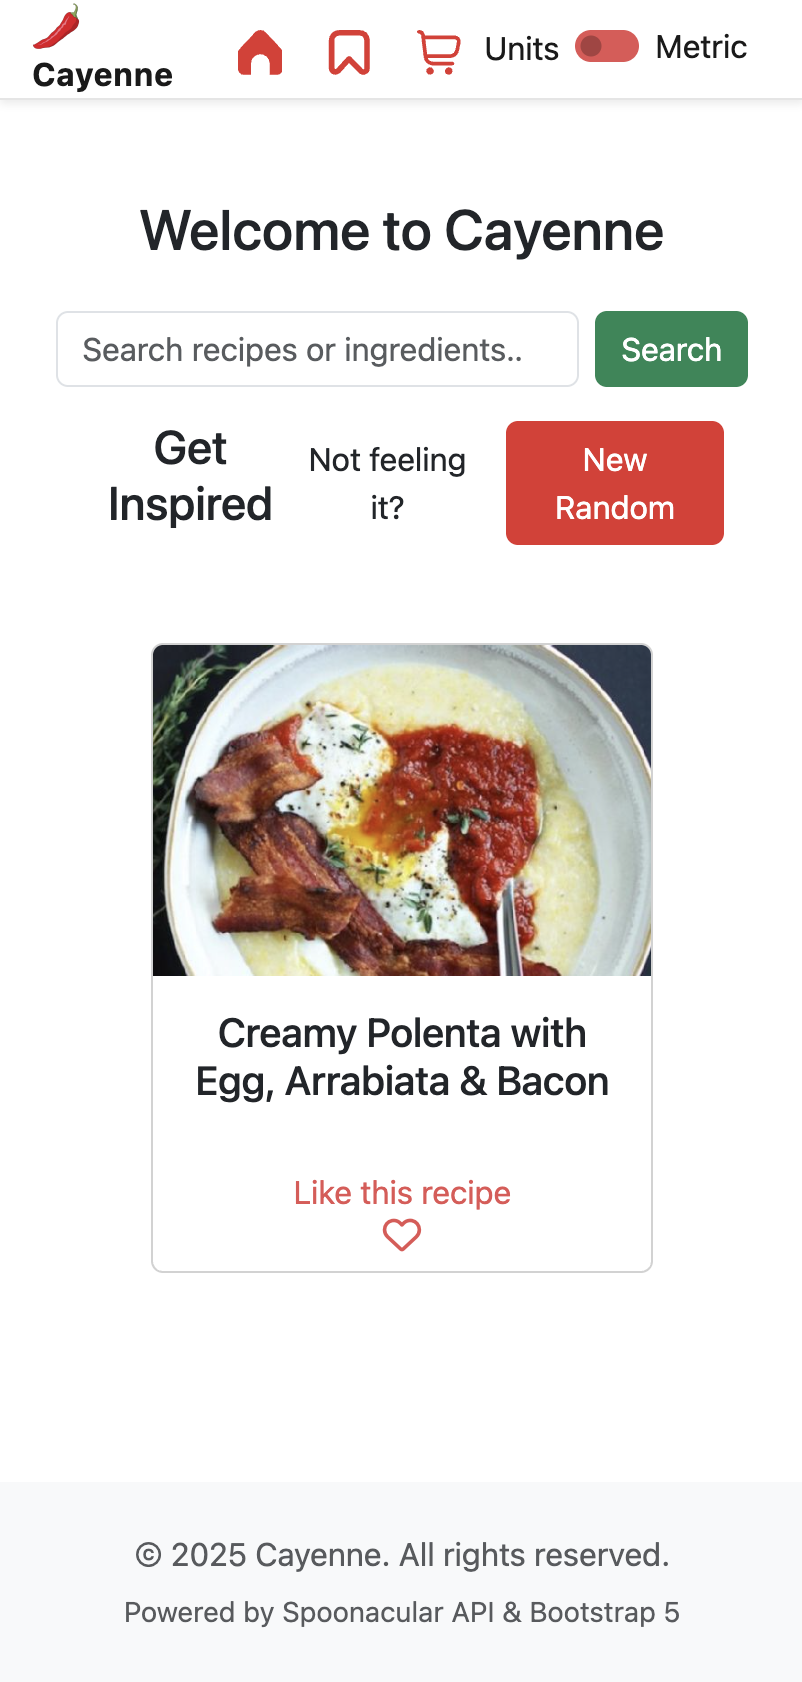 Cayenne
Units
Metric
Welcome to Cayenne
Search recipes or ingredients..
Search
Get
Inspired
Not feeling
it?
New
Random
Creamy Polenta with
Egg, Arrabiata & Bacon
Like this recipe
© 2025 Cayenne. All rights reserved.
Powered by Spoonacular API & Bootstrap 5